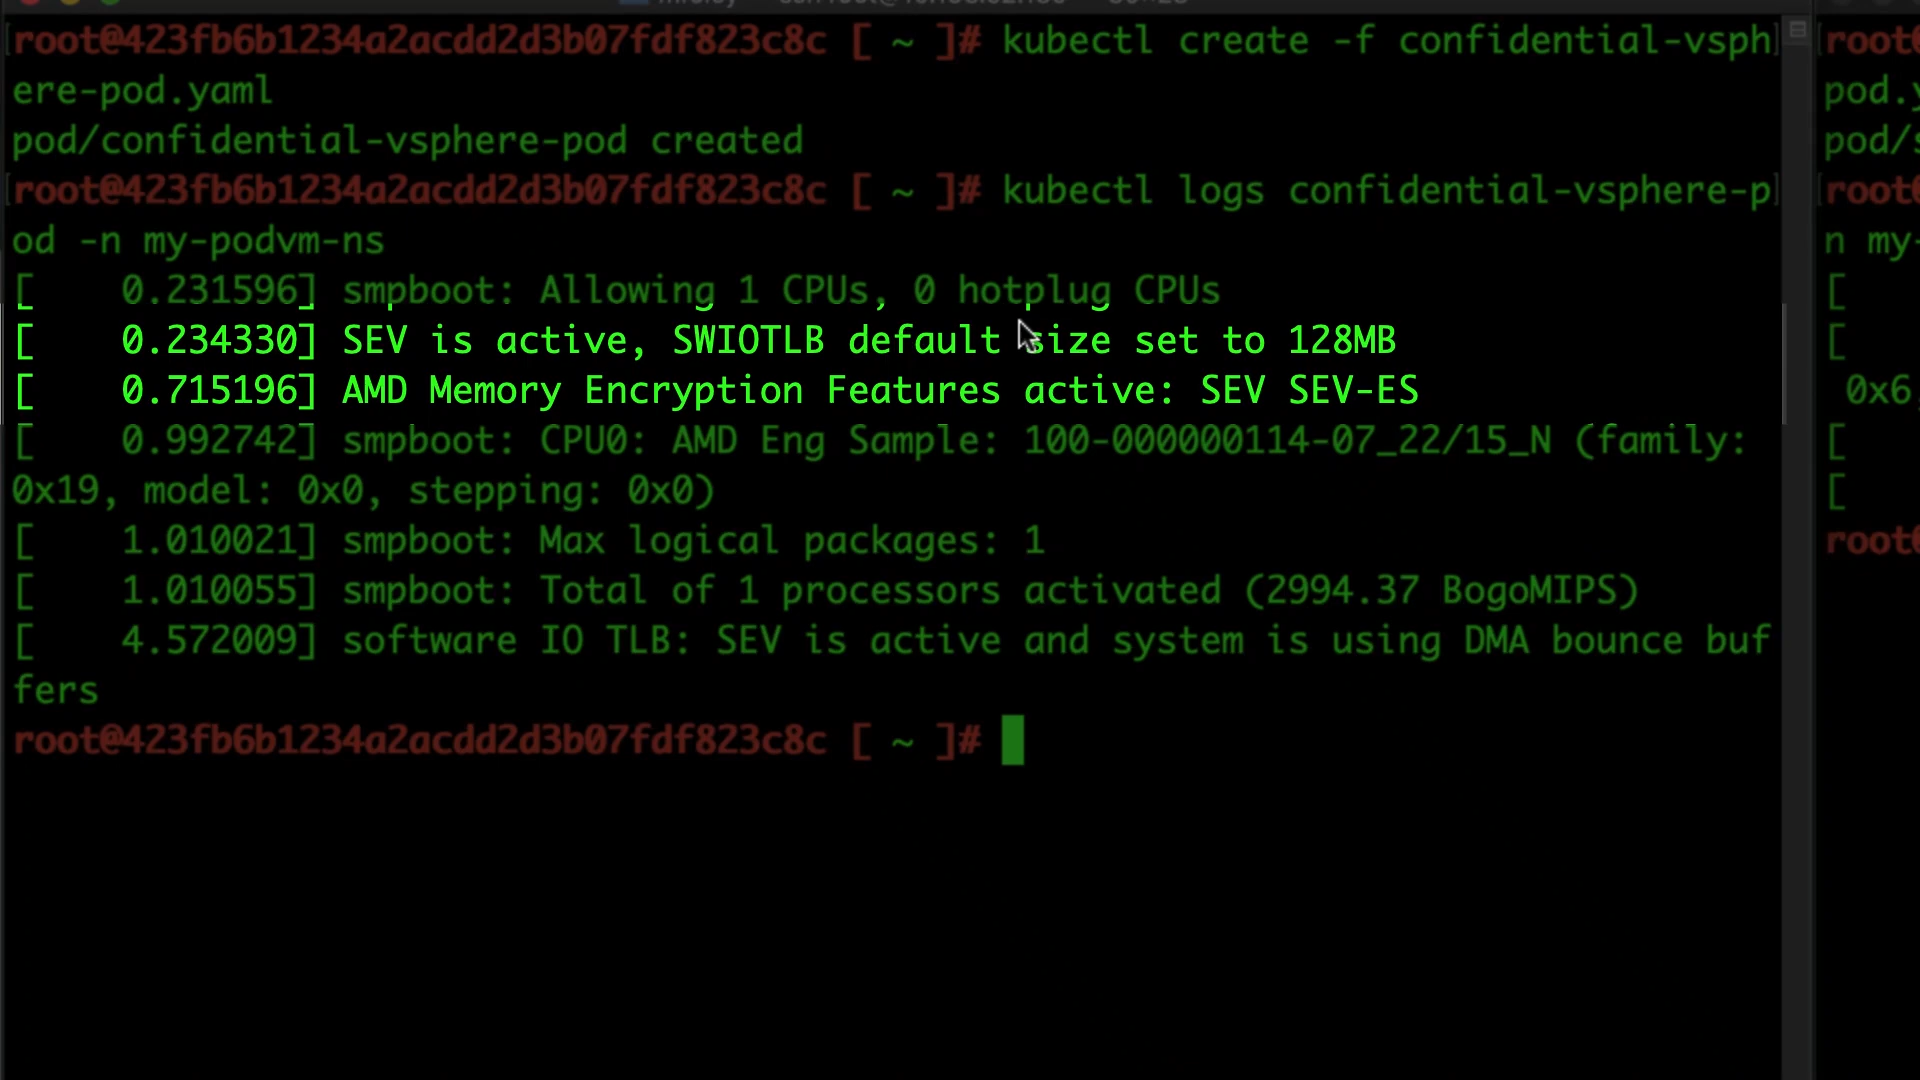 root@423fb6b1234a2acdd2d3b07fdf823c8c [ ~ ]# kubectl create -f confidential-vsph
ere-pod.yaml
pod/confidential-vsphere-pod created
root@423fb6b1234a2acdd2d3b07fdf823c8c [ ~ ]# kubectl logs confidential-vsphere-p
od -n my-podvm-ns
[    0.231596] smpboot: Allowing 1 CPUs, 0 hotplug CPUs
[    0.234330] SEV is active, SWIOTLB default size set to 128MB
[    0.715196] AMD Memory Encryption Features active: SEV SEV-ES
[    0.992742] smpboot: CPU0: AMD Eng Sample: 100-000000114-07_22/15_N (family:
0x19, model: 0x0, stepping: 0x0)
[    1.010021] smpboot: Max logical packages: 1
[    1.010055] smpboot: Total of 1 processors activated (2994.37 BogoMIPS)
[    4.572009] software IO TLB: SEV is active and system is using DMA bounce buf
fers
root@423fb6b1234a2acdd2d3b07fdf823c8c [ ~ ]#
root
pod.y
pod/s
root
n my-
[
[
0x6
[
[
root